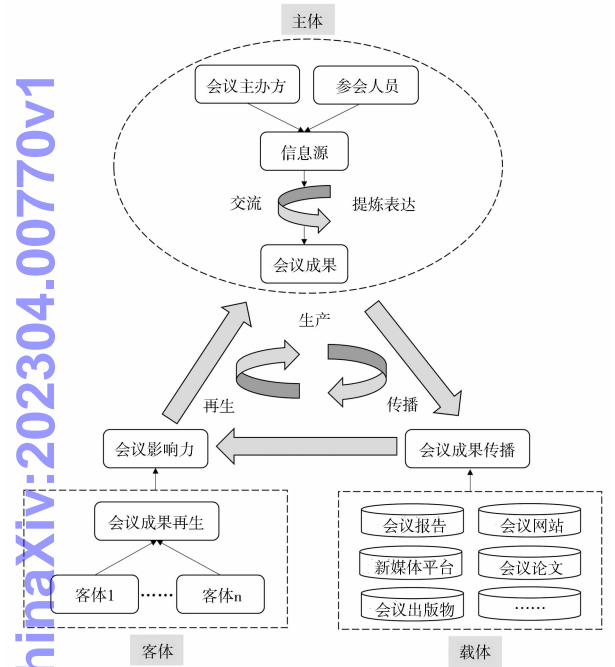 主体
会议主办方
参会人员
信息源
交流
提炼表达
会议成果
生产
再生
传播
会议影响力
会议成果传播
会议成果再生
客体1
……
客体n
客体
会议报告
会议网站
新媒体平台
会议论文
会议出版物
……
载体
hinaXiv:202304.00770v1